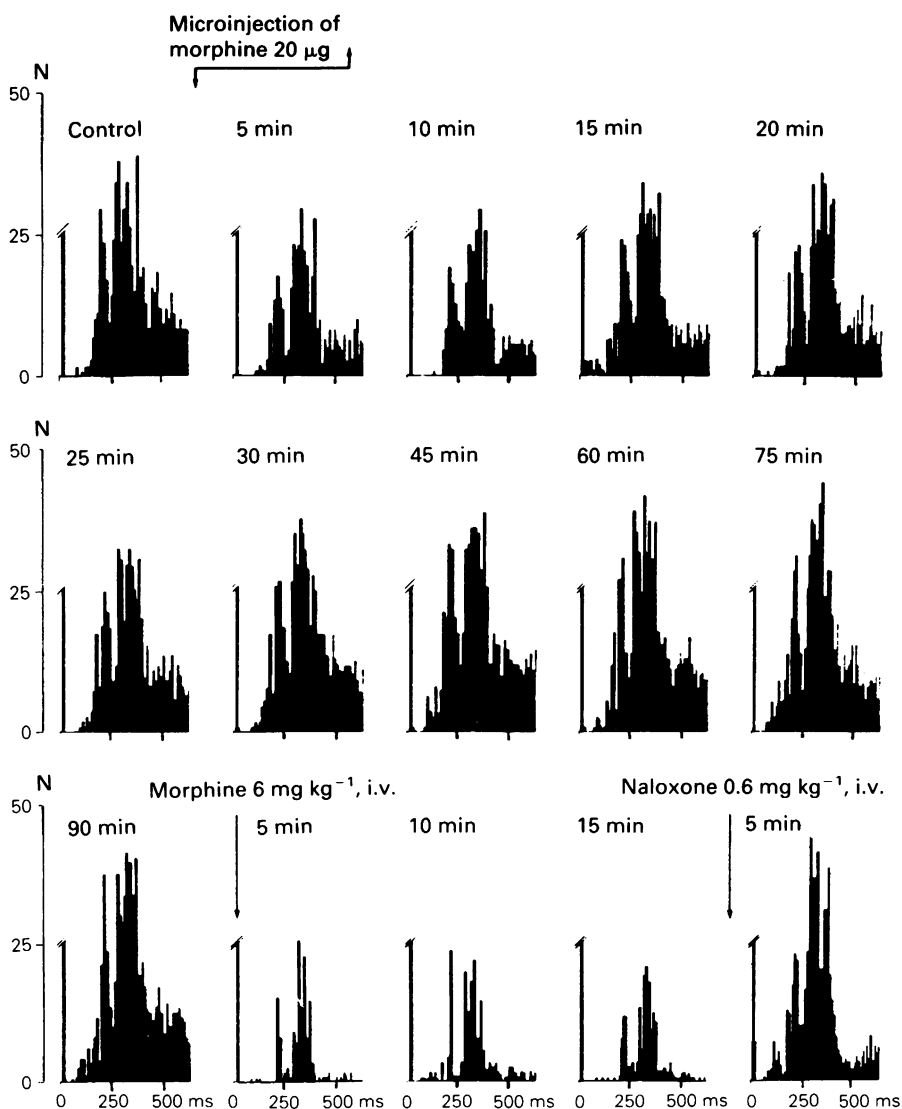 Microinjection of
morphine 20 μg
N
50
Control 5 min 10 min 15 min 20 min
25
0
N
50
25 min 30 min 45 min 60 min 75 min
25
0
N
Morphine 6 mg kg⁻¹, i.v. Naloxone 0.6 mg kg⁻¹, i.v.
50
90 min 5 min 10 min 15 min 5 min
25
0
0 250 500 ms 0 250 500 ms 0 250 500 ms 0 250 500 ms 0 250 500 ms